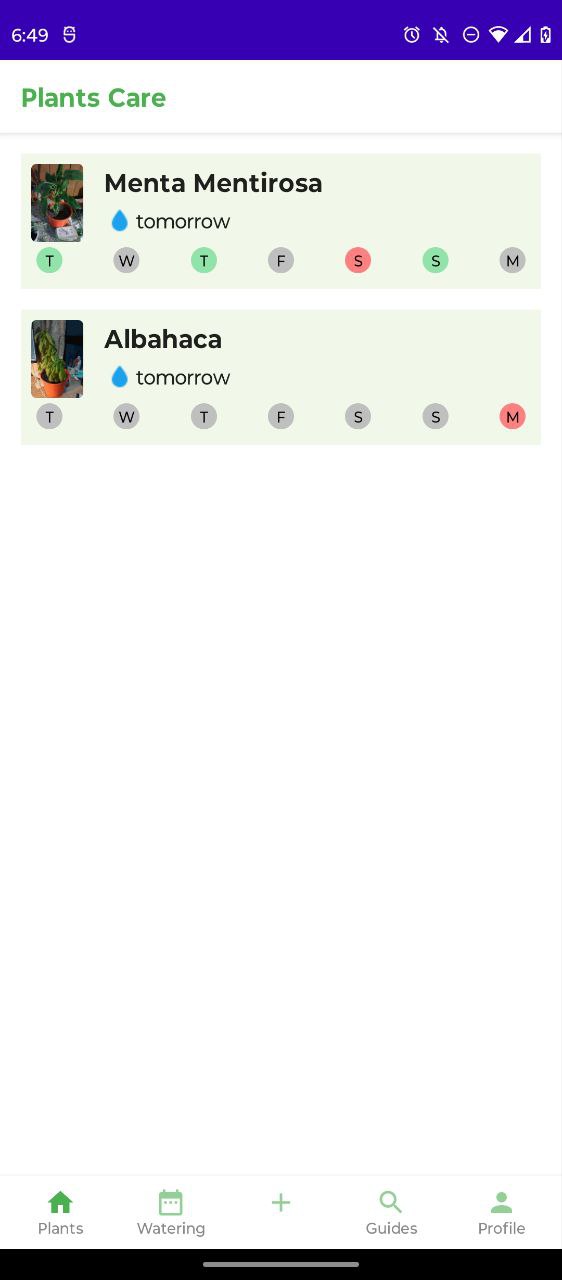 6:49
Plants Care
Menta Mentirosa
tomorrow
T W T F S S M
Albahaca
tomorrow
T W T F S S M
Plants Watering Guides Profile